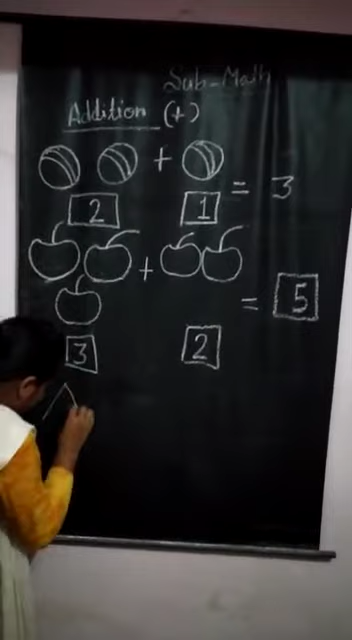 Sub-Math
Addition (+)
+
2 1 = 3
+
= 5
3 2